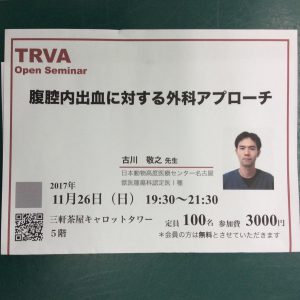 TRVA
Open Seminar
腹腔内出血に対する外科アプローチ
古川 敬之 先生
日本動物高度医療センター名古屋
獣医腫瘍科認定医Ⅰ種
2017年
11月26日（日） 19:30～21:30
三軒茶屋キャロットタワー
５階
定員 100名 参加費 3000円
＊会員の方は無料とさせていただきます